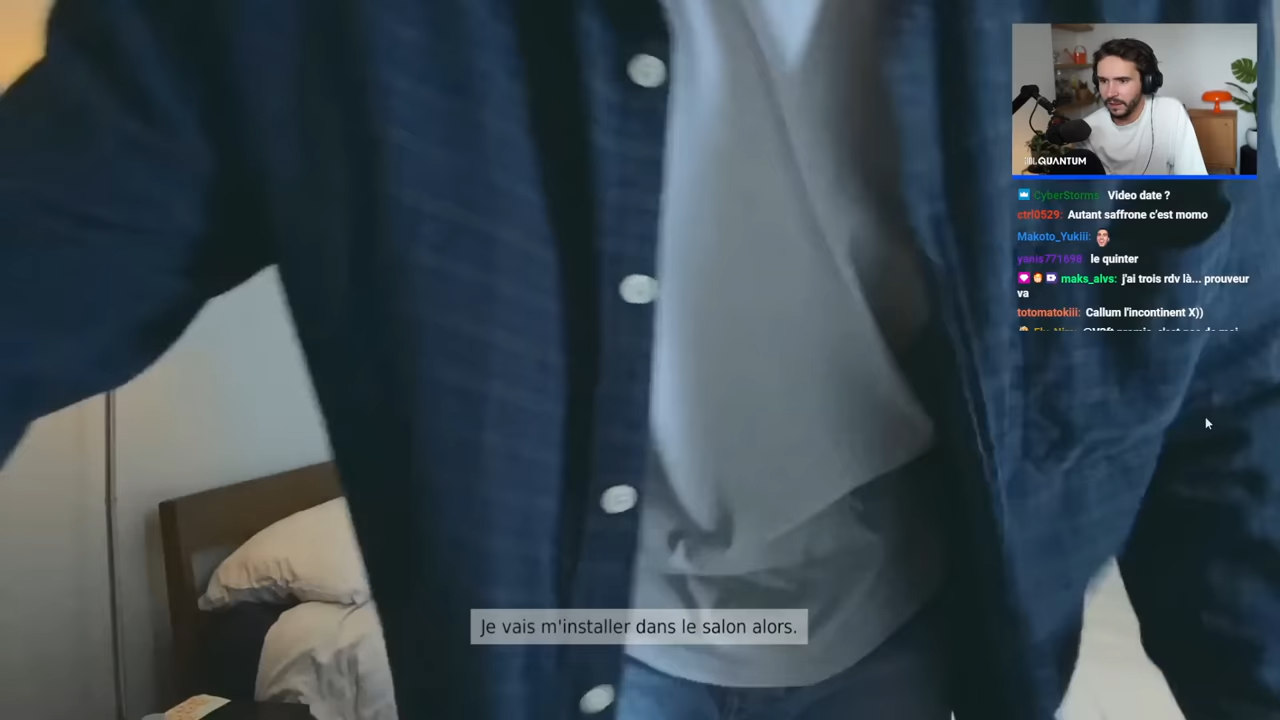 QUANTUM
CyberStorms: Video date ?
ctrl0529: Autant saffrone c'est momo
Makoto_Yukiii:
yanis771698 le quinter
maks_alvs: j'ai trois rdv là... prouveur
va
totomatokiii: Callum l'incontinent X))
Je vais m'installer dans le salon alors.